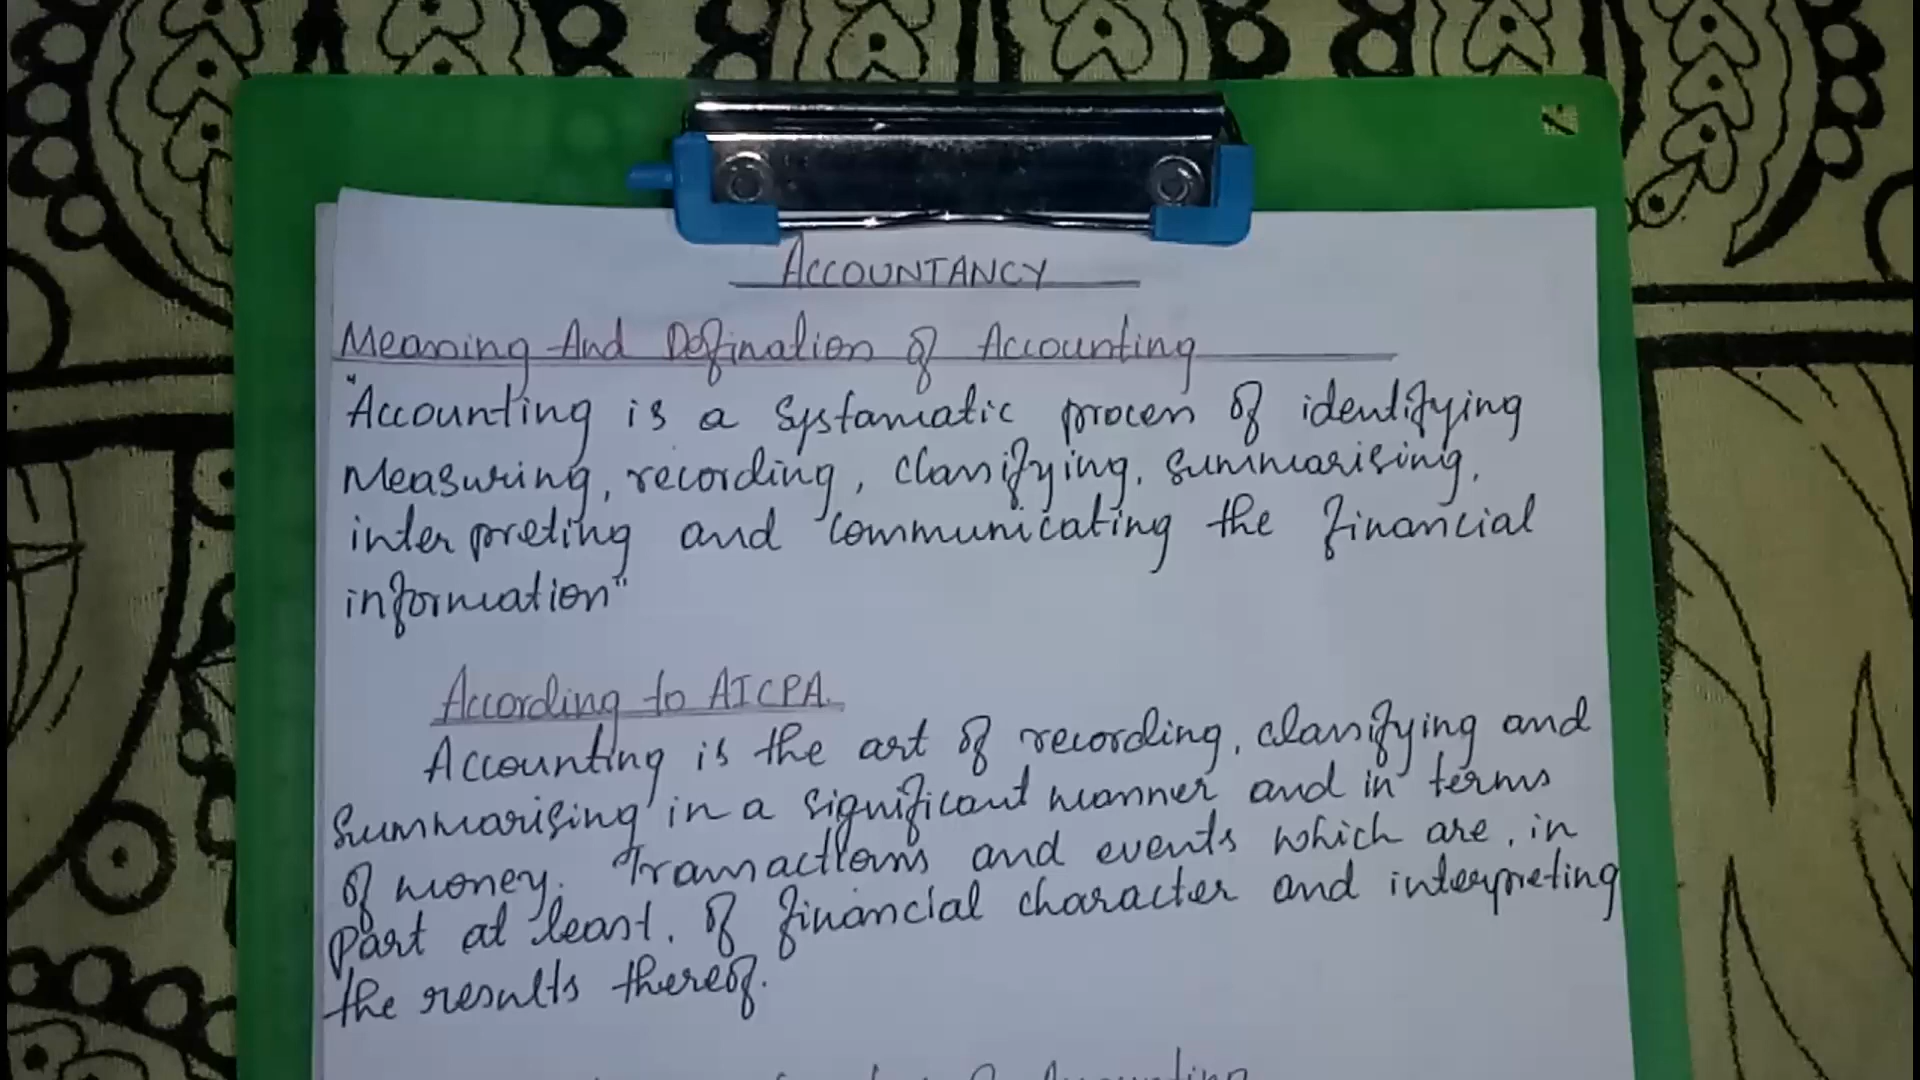 ACCOUNTANCY
Meaning And Defination of Accounting
"Accounting is a Systamatic process of identifying
Measuring, recording, classifying, summarising,
interpreting and communicating the financial
information"
According to AICPA.
Accounting is the art of recording, classifying and
Summarising in a significant manner and in terms
of money. Transactions and events which are, in
Part at least, of financial character and interpreting
the results thereof.
Accounting